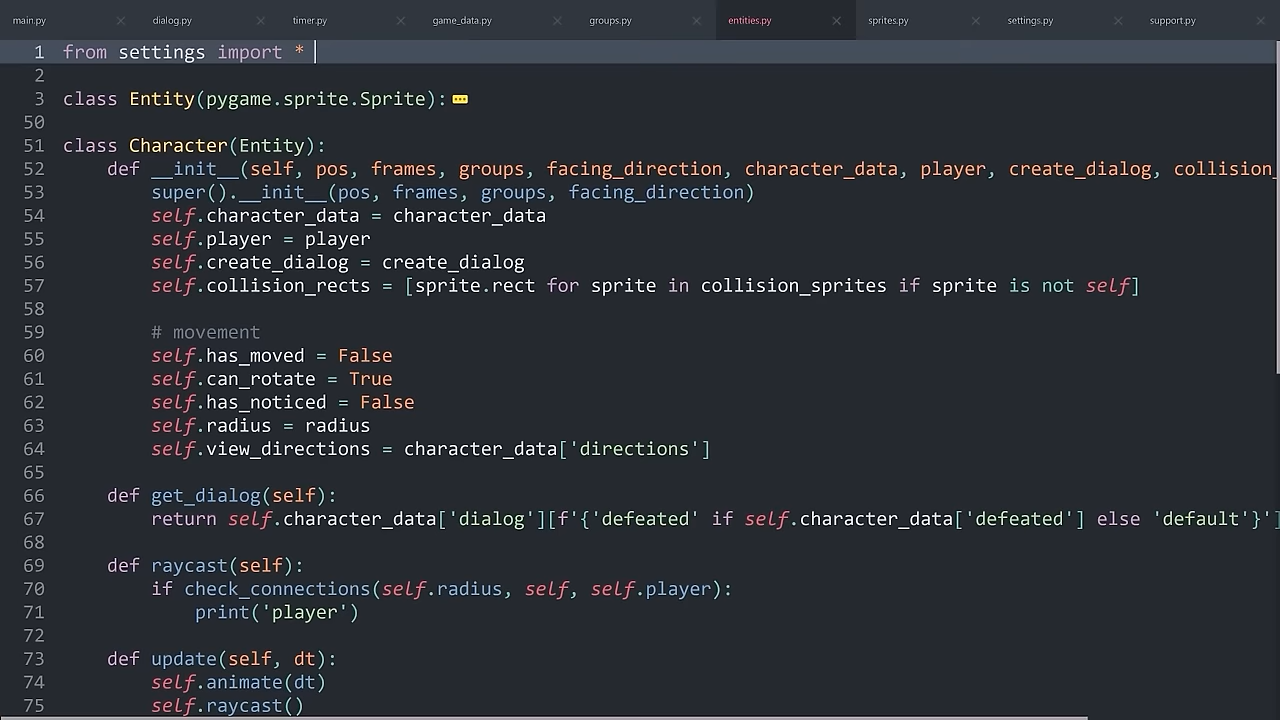 main.py dialog.py timer.py game_data.py groups.py entities.py sprites.py settings.py support.py
1 from settings import *
2
3 class Entity(pygame.sprite.Sprite):
50
51 class Character(Entity):
52 def __init__(self, pos, frames, groups, facing_direction, character_data, player, create_dialog, collision_
53 super().__init__(pos, frames, groups, facing_direction)
54 self.character_data = character_data
55 self.player = player
56 self.create_dialog = create_dialog
57 self.collision_rects = [sprite.rect for sprite in collision_sprites if sprite is not self]
58
59 # movement
60 self.has_moved = False
61 self.can_rotate = True
62 self.has_noticed = False
63 self.radius = radius
64 self.view_directions = character_data['directions']
65
66 def get_dialog(self):
67 return self.character_data['dialog'][f'{'defeated' if self.character_data['defeated'] else 'default'}']
68
69 def raycast(self):
70 if check_connections(self.radius, self, self.player):
71 print('player')
72
73 def update(self, dt):
74 self.animate(dt)
75 self.raycast()